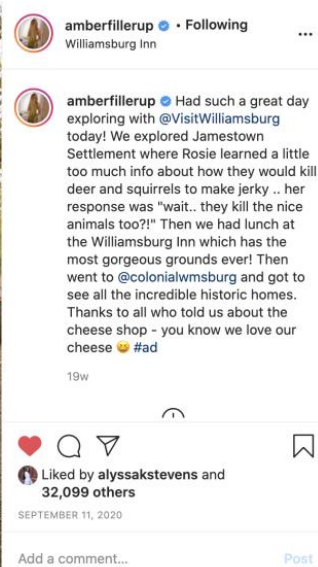 amberfillerup • Following
Williamsburg Inn
amberfillerup Had such a great day
exploring with @VisitWilliamsburg
today! We explored Jamestown
Settlement where Rosie learned a little
too much info about how they would kill
deer and squirrels to make jerky .. her
response was "wait.. they kill the nice
animals too?!" Then we had lunch at
the Williamsburg Inn which has the
most gorgeous grounds ever! Then
went to @colonialwmsburg and got to
see all the incredible historic homes.
Thanks to all who told us about the
cheese shop - you know we love our
cheese 😄 #ad
19w
Liked by alyssakstevens and
32,099 others
SEPTEMBER 11, 2020
Add a comment...
Post